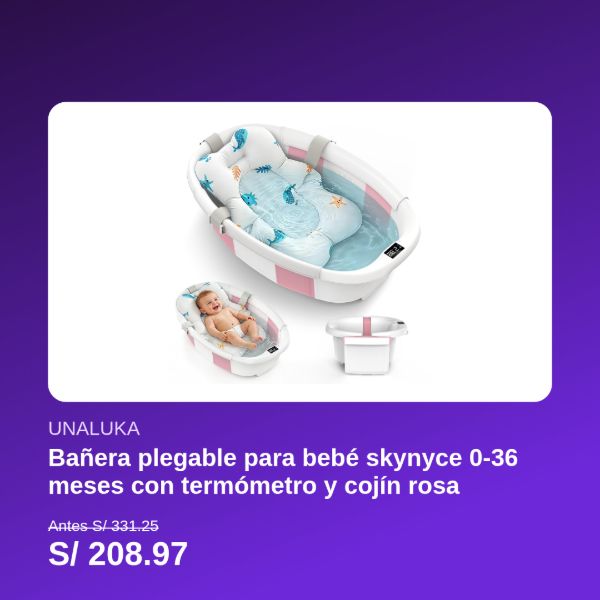 UNALUKA
Bañera plegable para bebé skynyce 0-36
meses con termómetro y cojín rosa
Antes S/ 331.25
S/ 208.97